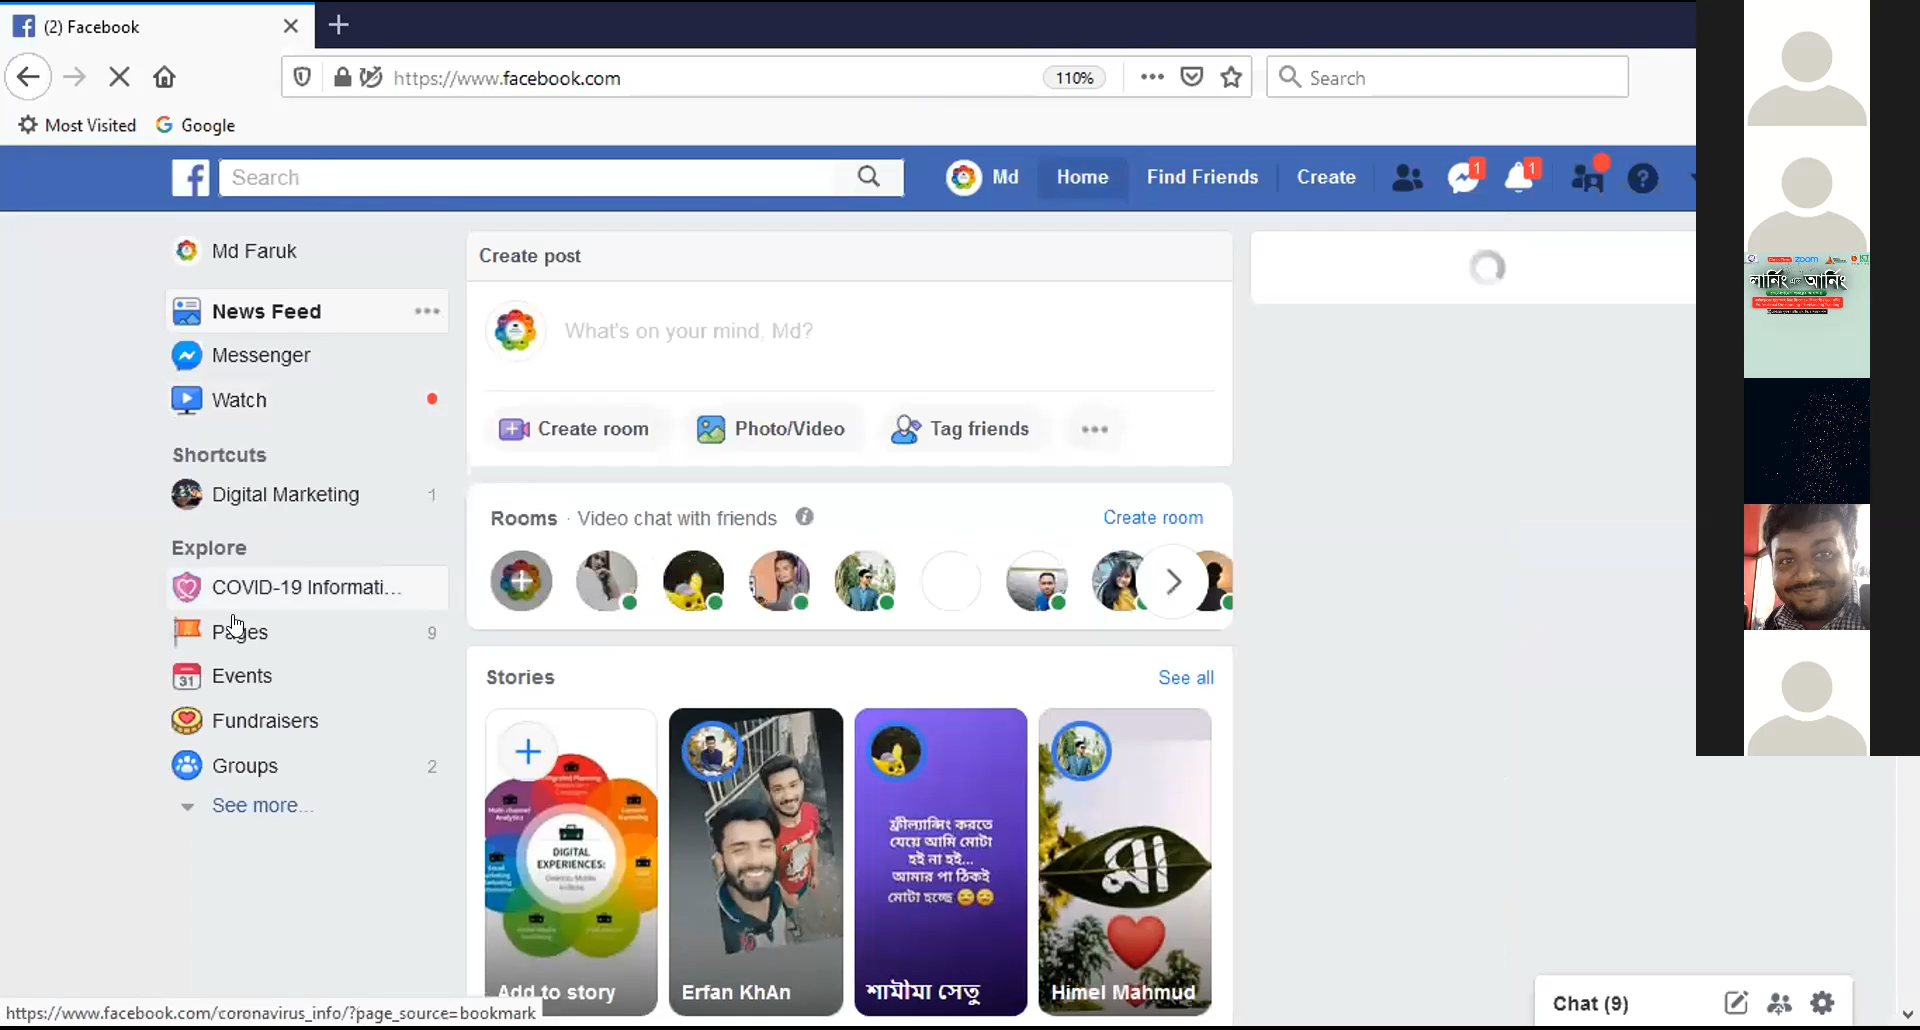 (2) Facebook
https://www.facebook.com
110%
Search
Most Visited
Google
Search
Md
Home
Find Friends
Create
1
1
Md Faruk
News Feed
Messenger
Watch
Shortcuts
Digital Marketing 1
Explore
COVID-19 Informati...
Pages 9
Events
Fundraisers
Groups 2
See more...
Create post
What's on your mind, Md?
Create room
Photo/Video
Tag friends
Rooms · Video chat with friends
Create room
Stories
See all
DIGITAL
EXPERIENCES:
Add to story
Erfan KhAn
ফ্রীল্যান্সিং করতে
যেয়ে আমি মোটা
হই না হই...
আমার পা ঠিকই
মোটা হচ্ছে
শামীমা সেতু
মা
Himel Mahmud
zoom
লার্নিং এন্ড আর্নিং
Chat (9)
https://www.facebook.com/coronavirus_info/?page_source=bookmark